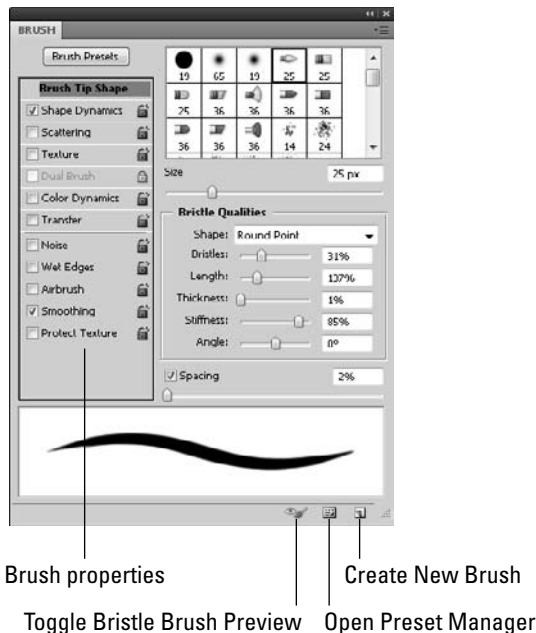 BRUSH
Brush Presets
Brush Tip Shape
Shape Dynamics
Scattering
Texture
Dual Brush
Color Dynamics
Transfer
Noise
Wet Edges
Airbrush
Smoothing
Protect Texture
19 65 19 25 25
25 36 36 36 36
36 36 36 14 24
Size 25 px
Bristle Qualities
Shape: Round Point
Bristles: 31%
Length: 137%
Thickness: 1%
Stiffness: 85%
Angle: 0°
Spacing 2%
Brush properties
Create New Brush
Toggle Bristle Brush Preview
Open Preset Manager